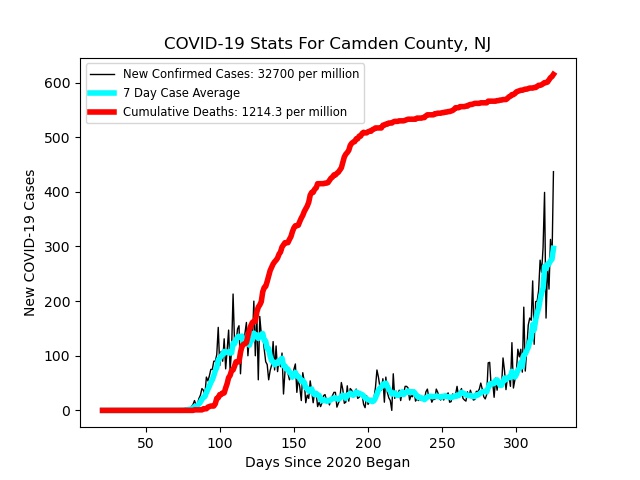 COVID-19 Stats For Camden County, NJ
New Confirmed Cases: 32700 per million
7 Day Case Average
Cumulative Deaths: 1214.3 per million
New COVID-19 Cases
600
500
400
300
200
100
0
50 100 150 200 250 300
Days Since 2020 Began